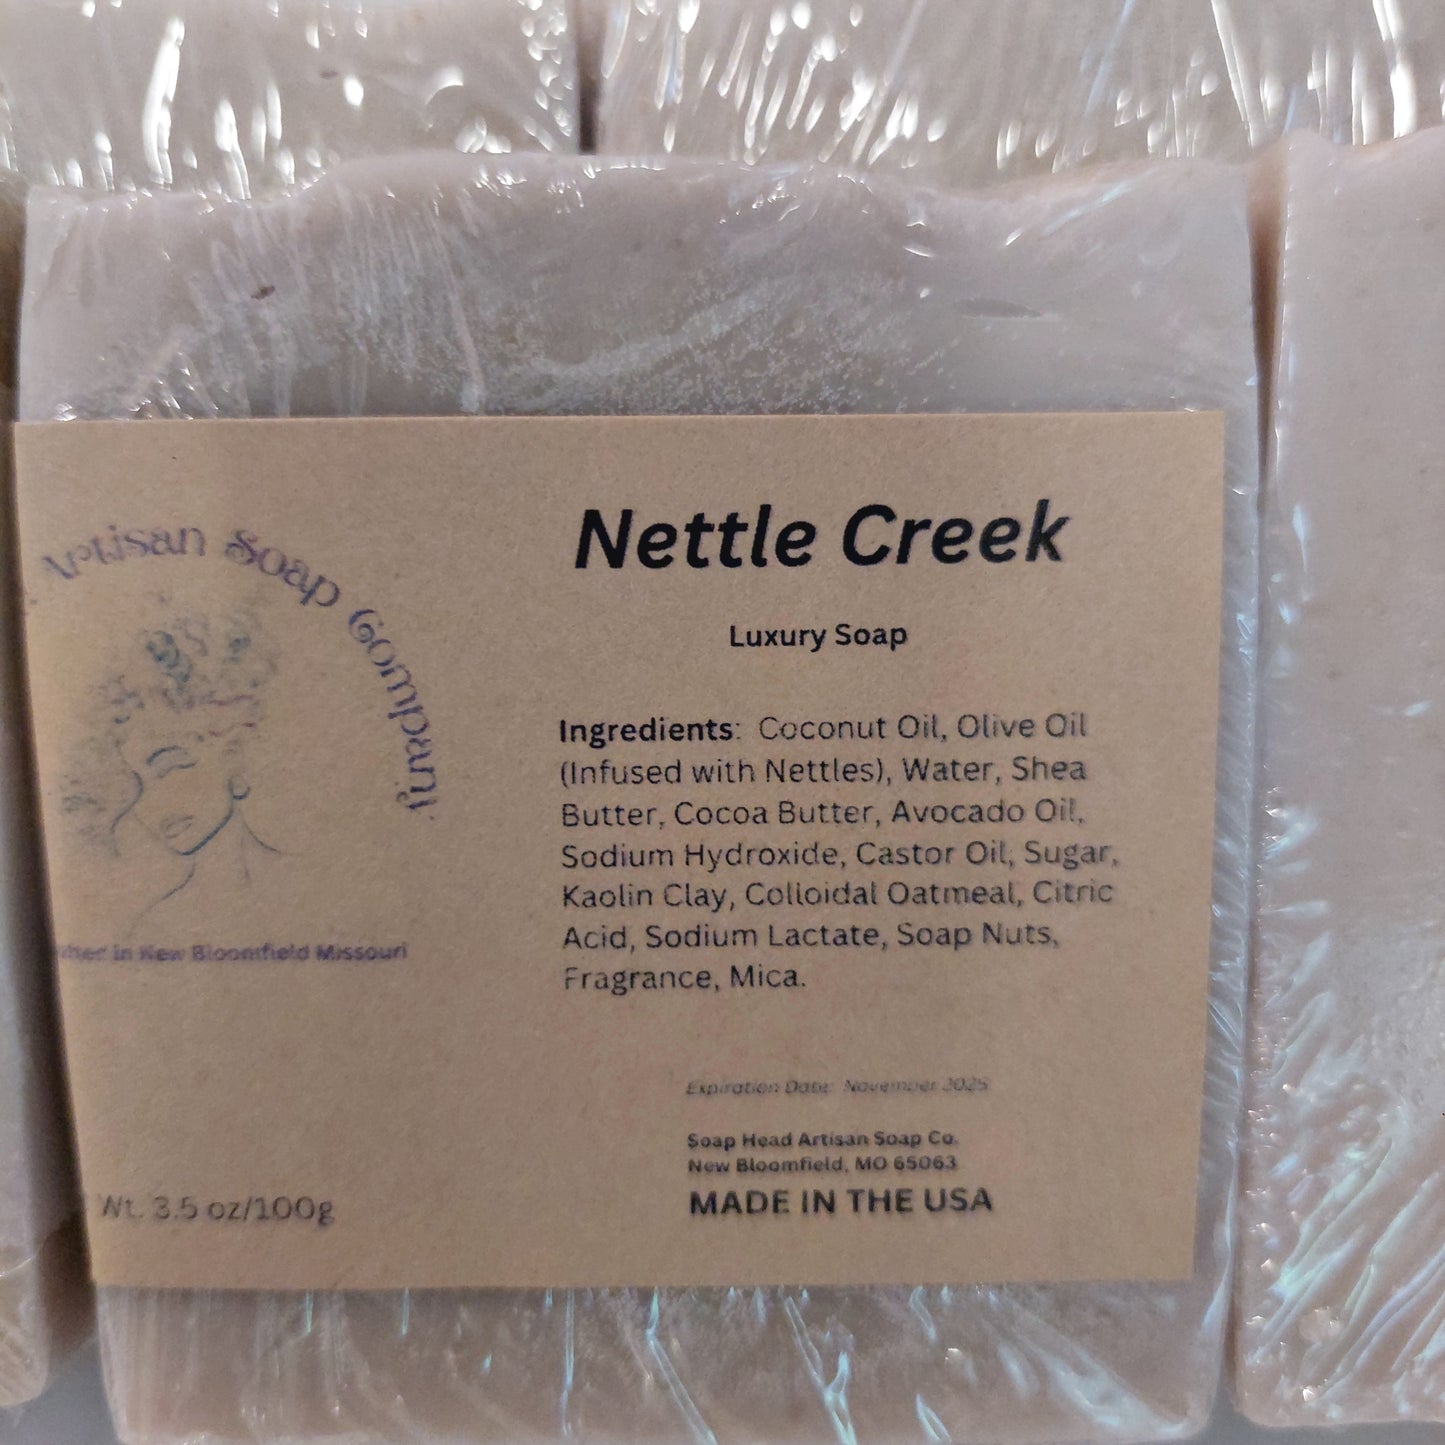 Artisan Soap Company
in New Bloomfield Missouri
Wt. 3.5 oz/100g
Nettle Creek
Luxury Soap
Ingredients: Coconut Oil, Olive Oil
(Infused with Nettles), Water, Shea
Butter, Cocoa Butter, Avocado Oil,
Sodium Hydroxide, Castor Oil, Sugar,
Kaolin Clay, Colloidal Oatmeal, Citric
Acid, Sodium Lactate, Soap Nuts,
Fragrance, Mica.
Expiration Date: November 2025
Soap Head Artisan Soap Co.
New Bloomfield, MO 65063
MADE IN THE USA